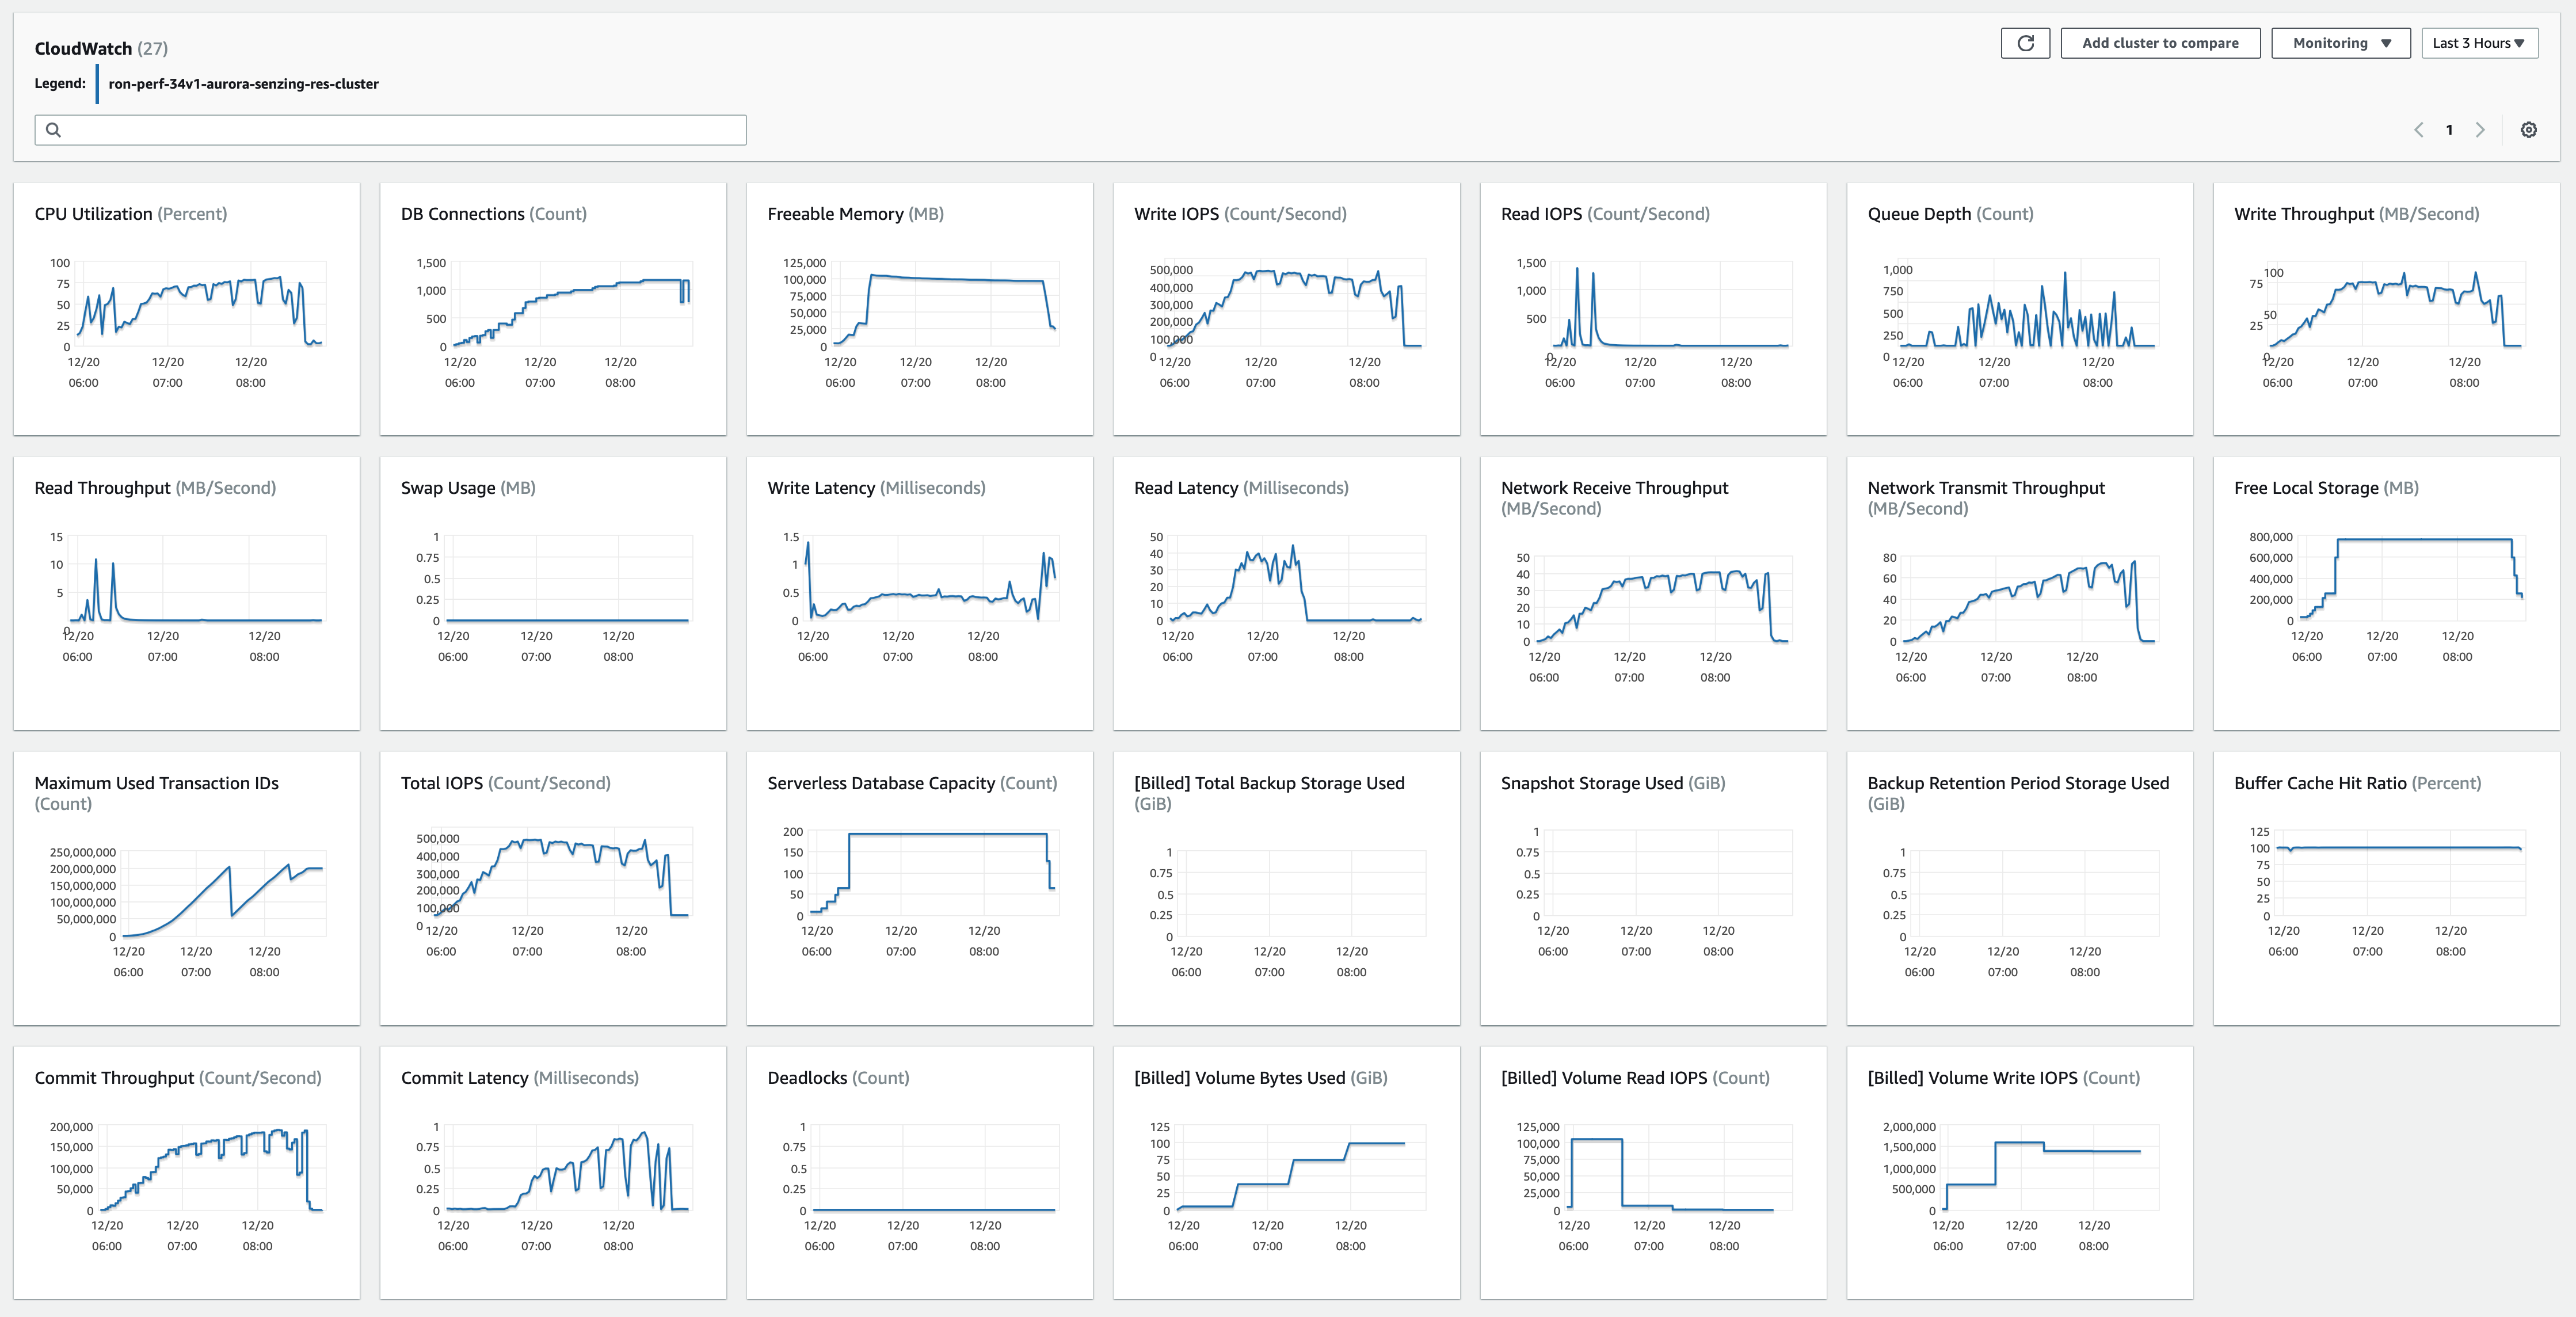 CloudWatch (27)
Add cluster to compare
Monitoring
Last 3 Hours
Legend:
ron-perf-34v1-aurora-senzing-res-cluster
1
CPU Utilization (Percent)
100
75
50
25
0
12/20 12/20 12/20
06:00 07:00 08:00
DB Connections (Count)
1,500
1,000
500
0
12/20 12/20 12/20
06:00 07:00 08:00
Freeable Memory (MB)
125,000
100,000
75,000
50,000
25,000
0
12/20 12/20 12/20
06:00 07:00 08:00
Write IOPS (Count/Second)
500,000
400,000
300,000
200,000
100,000
0
12/20 12/20 12/20
06:00 07:00 08:00
Read IOPS (Count/Second)
1,500
1,000
500
0
12/20 12/20 12/20
06:00 07:00 08:00
Queue Depth (Count)
1,000
750
500
250
0
12/20 12/20 12/20
06:00 07:00 08:00
Write Throughput (MB/Second)
100
75
50
25
0
12/20 12/20 12/20
06:00 07:00 08:00
Read Throughput (MB/Second)
15
10
5
0
12/20 12/20 12/20
06:00 07:00 08:00
Swap Usage (MB)
1
0.75
0.5
0.25
0
12/20 12/20 12/20
06:00 07:00 08:00
Write Latency (Milliseconds)
1.5
1
0.5
0
12/20 12/20 12/20
06:00 07:00 08:00
Read Latency (Milliseconds)
50
40
30
20
10
0
12/20 12/20 12/20
06:00 07:00 08:00
Network Receive Throughput
(MB/Second)
50
40
30
20
10
0
12/20 12/20 12/20
06:00 07:00 08:00
Network Transmit Throughput
(MB/Second)
80
60
40
20
0
12/20 12/20 12/20
06:00 07:00 08:00
Free Local Storage (MB)
800,000
600,000
400,000
200,000
0
12/20 12/20 12/20
06:00 07:00 08:00
Maximum Used Transaction IDs
(Count)
250,000,000
200,000,000
150,000,000
100,000,000
50,000,000
0
12/20 12/20 12/20
06:00 07:00 08:00
Total IOPS (Count/Second)
500,000
400,000
300,000
200,000
100,000
0
12/20 12/20 12/20
06:00 07:00 08:00
Serverless Database Capacity (Count)
200
150
100
50
0
12/20 12/20 12/20
06:00 07:00 08:00
[Billed] Total Backup Storage Used
(GiB)
1
0.75
0.5
0.25
0
12/20 12/20 12/20
06:00 07:00 08:00
Snapshot Storage Used (GiB)
1
0.75
0.5
0.25
0
12/20 12/20 12/20
06:00 07:00 08:00
Backup Retention Period Storage Used
(GiB)
1
0.75
0.5
0.25
0
12/20 12/20 12/20
06:00 07:00 08:00
Buffer Cache Hit Ratio (Percent)
125
100
75
50
25
0
12/20 12/20 12/20
06:00 07:00 08:00
Commit Throughput (Count/Second)
200,000
150,000
100,000
50,000
0
12/20 12/20 12/20
06:00 07:00 08:00
Commit Latency (Milliseconds)
1
0.75
0.5
0.25
0
12/20 12/20 12/20
06:00 07:00 08:00
Deadlocks (Count)
1
0.75
0.5
0.25
0
12/20 12/20 12/20
06:00 07:00 08:00
[Billed] Volume Bytes Used (GiB)
125
100
75
50
25
0
12/20 12/20 12/20
06:00 07:00 08:00
[Billed] Volume Read IOPS (Count)
125,000
100,000
75,000
50,000
25,000
0
12/20 12/20 12/20
06:00 07:00 08:00
[Billed] Volume Write IOPS (Count)
2,000,000
1,500,000
1,000,000
500,000
0
12/20 12/20 12/20
06:00 07:00 08:00